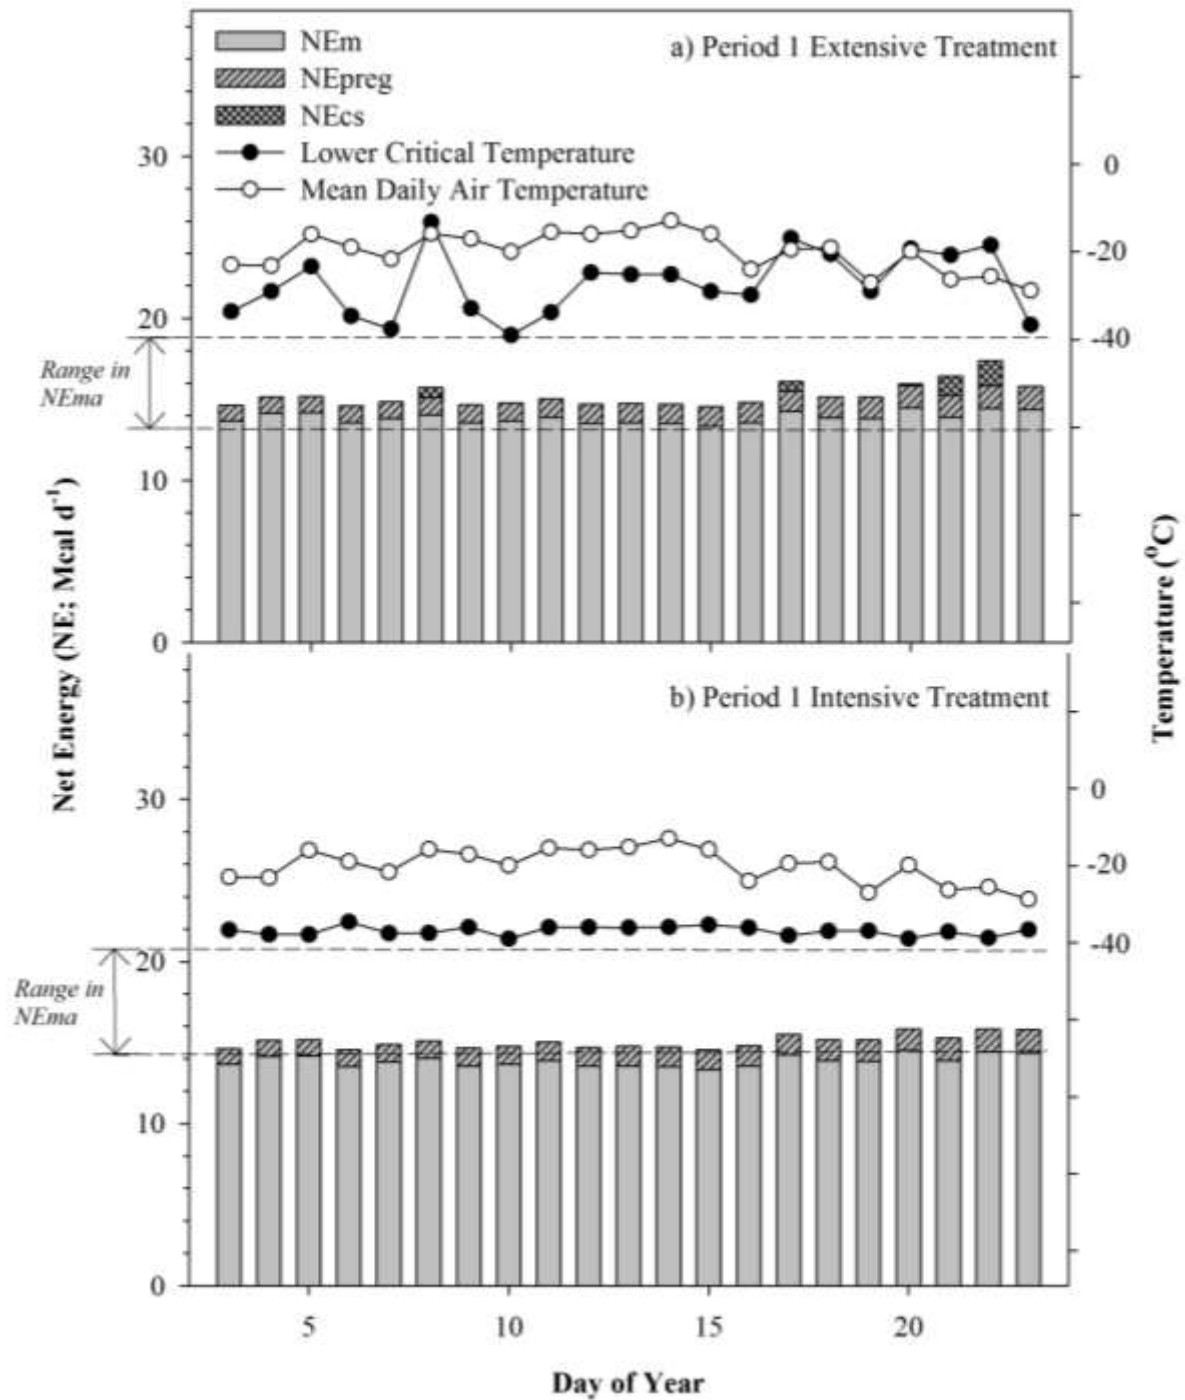 NEm
NEpreg
NEcs
Lower Critical Temperature
Mean Daily Air Temperature
a) Period 1 Extensive Treatment
30
20
10
0
0
-20
-40
Range in
NEma
Net Energy (NE; Mcal d⁻¹)
Temperature (°C)
b) Period 1 Intensive Treatment
30
20
10
0
0
-20
-40
Range in
NEma
5
10
15
20
Day of Year